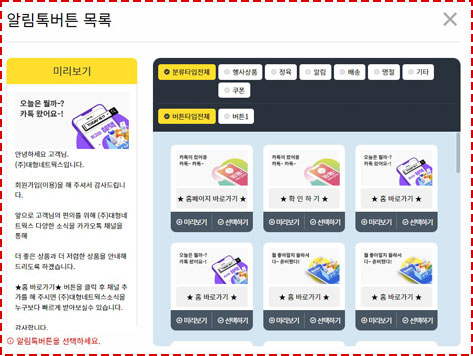 알림톡버튼 목록
미리보기
오늘은 뭘까~?
카톡 왔어요~!
안녕하세요 고객님.
(주)대형네트웍스입니다.
회원가입(이용)을 해 주셔서 감사드립니
다.
앞으로 고객님의 편의를 위해 (주)대형네
트웍스 다양한 소식을 카카오톡 채널을
통해
더 좋은 상품과 더 저렴한 상품을 안내해
드리도록 하겠습니다.
★홈 바로가기★ 버튼을 클릭 후 채널 추
가를 해 주시면 (주)대형네트웍스소식을
누구보다 빠르게 받아보실수 있습니다.
감사합니다.
알림톡버튼을 선택하세요.
분류타입전체 행사상품 정육 알림 배송 명절 기타
쿠폰
버튼타입전체 버튼1
카톡이 왔어용
카톡~ 카톡~
★ 홈페이지 바로가기 ★
미리보기 선택하기
카톡이 왔어용
카톡~ 카톡~
★ 확 인 하 기 ★
미리보기 선택하기
오늘은 뭘까~?
카톡 왔어요~!
★ 홈 바로가기 ★
미리보기 선택하기
오늘은 뭘까~?
카톡 왔어요~!
★ 홈 바로가기 ★
미리보기 선택하기
뭘 좋아할지 몰라서
다~ 준비했다!
★ 홈 바로가기 ★
미리보기 선택하기
뭘 좋아할지 몰라서
다~ 준비했다!
★ 홈 바로가기 ★
미리보기 선택하기